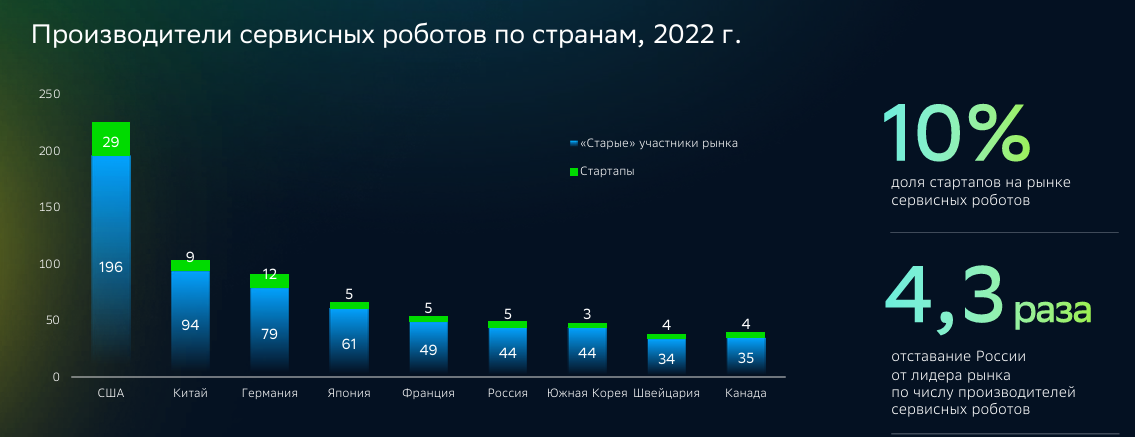 Производители сервисных роботов по странам, 2022 г.
250
200
150
100
50
0
«Старые» участники рынка
Стартапы
29
196
9
94
12
79
5
61
5
49
5
44
3
44
4
34
4
35
США
Китай
Германия
Япония
Франция
Россия
Южная Корея
Швейцария
Канада
10%
доля стартапов на рынке
сервисных роботов
4,3 раза
отставание России
от лидера рынка
по числу производителей
сервисных роботов